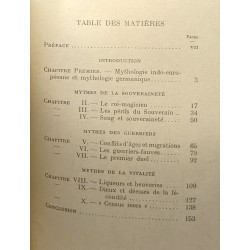 TABLE DES MATIÈRES
Pages
PRÉFACE VII
INTRODUCTION
CHAPITRE PREMIER. — Mythologie indo-euro-
péenne et mythologie germanique. 3
MYTHES DE LA SOUVERAINETÉ
CHAPITRE II. — Le roi-magicien 17
— III. — Les périls du Souverain 34
— IV. — Sang et souveraineté 50
MYTHES DES GUERRIERS
CHAPITRE V. — Conflits d'âges et migrations 65
— VI. — Les guerriers-fauves 79
— VII. — Le premier duel 92
MYTHES DE LA VITALITÉ
CHAPITRE VIII. — Liqueurs et beuveries 109
— IX. — Dieux et déesses de la fé-
condité 127
— X. — « Census iners » 138
CONCLUSION 153